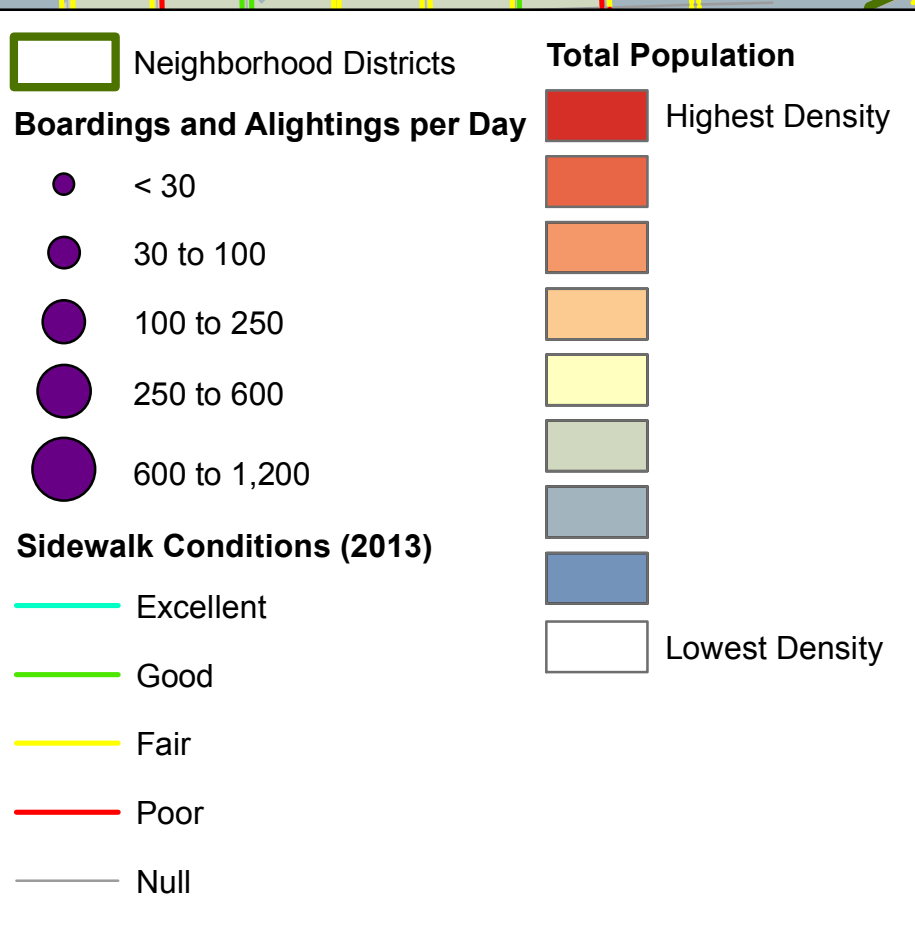 Neighborhood Districts
Boardings and Alightings per Day
< 30
30 to 100
100 to 250
250 to 600
600 to 1,200
Sidewalk Conditions (2013)
Excellent
Good
Fair
Poor
Null
Total Population
Highest Density
Lowest Density